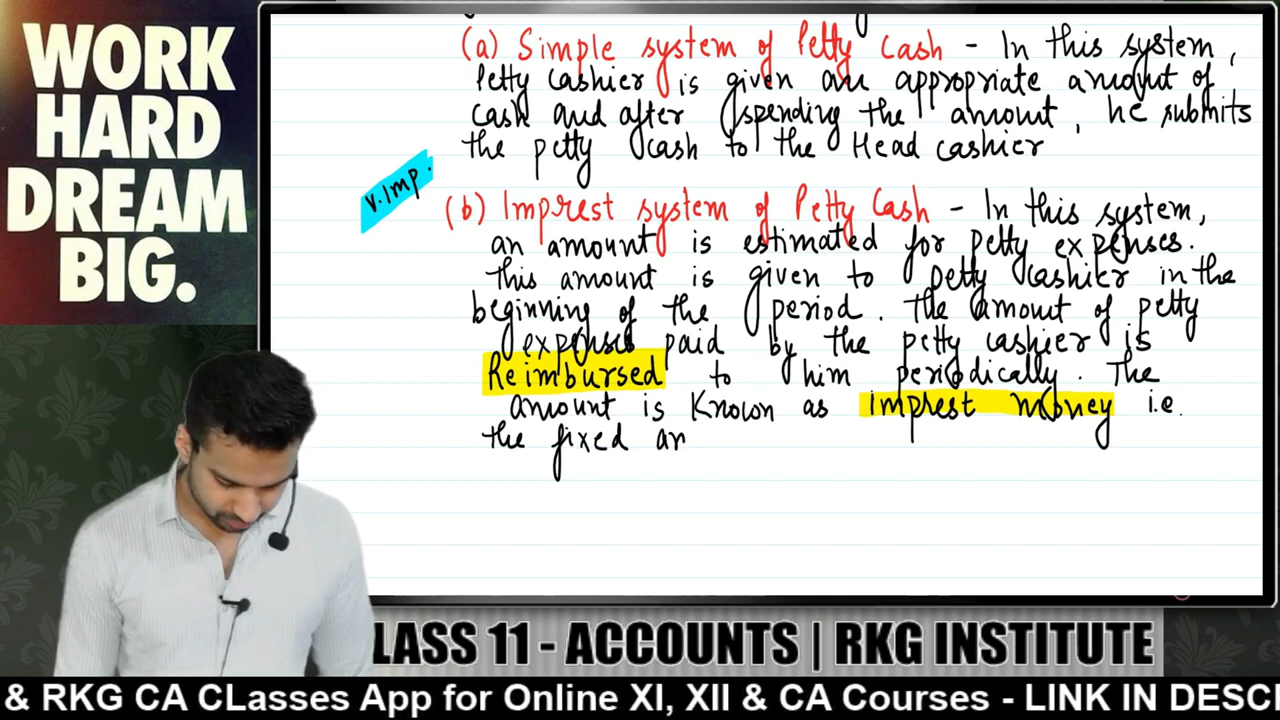 WORK
HARD
DREAM
BIG.
(a) Simple system of Petty Cash - In this system,
Petty cashier is given an appropriate amount of
cash and after spending the amount, he submits
the petty cash to the Head cashier
V. Imp.
(b) Imprest system of Petty Cash - In this system,
an amount is estimated for petty expenses.
This amount is given to petty cashier in the
beginning of the period. The amount of petty
expenses paid by the petty cashier is
Reimbursed to him periodically. The
amount is Known as imprest money i.e.
the fixed an
LASS 11 - ACCOUNTS | RKG INSTITUTE
& RKG CA CLasses App for Online XI, XII & CA Courses - LINK IN DESC